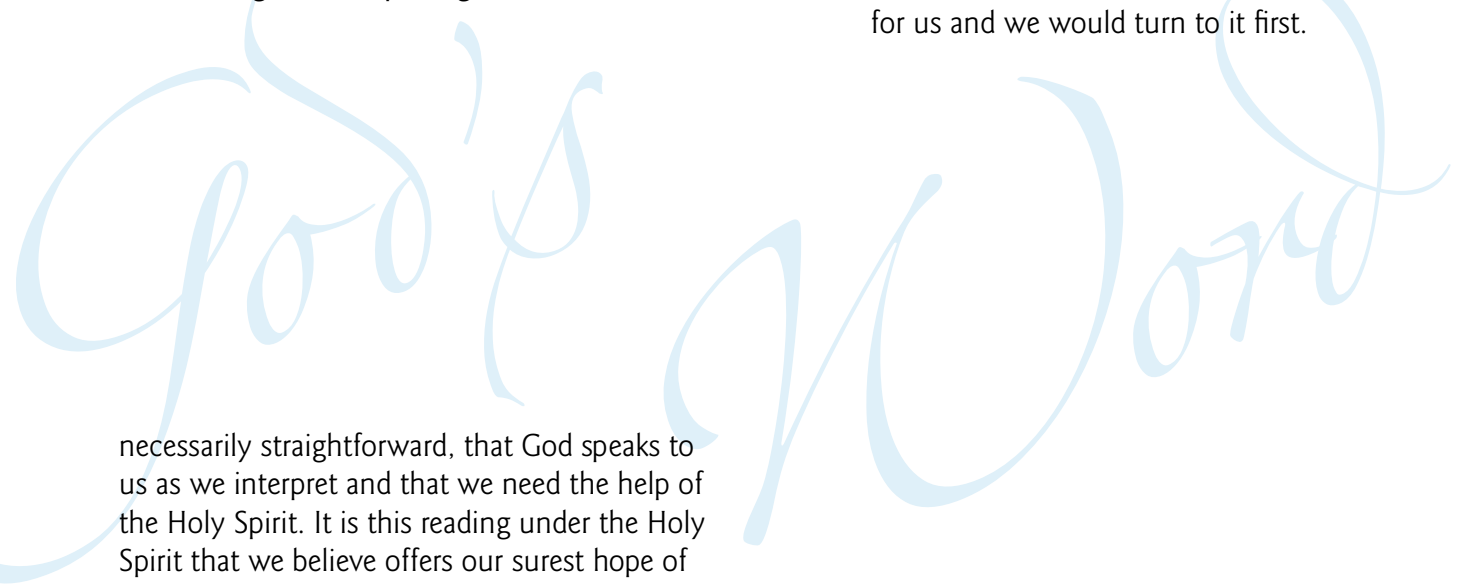 God's Word
necessarily straightforward, that God speaks to
us as we interpret and that we need the help of
the Holy Spirit. It is this reading under the Holy
Spirit that we believe offers our surest hope of
for us and we would turn to it first.